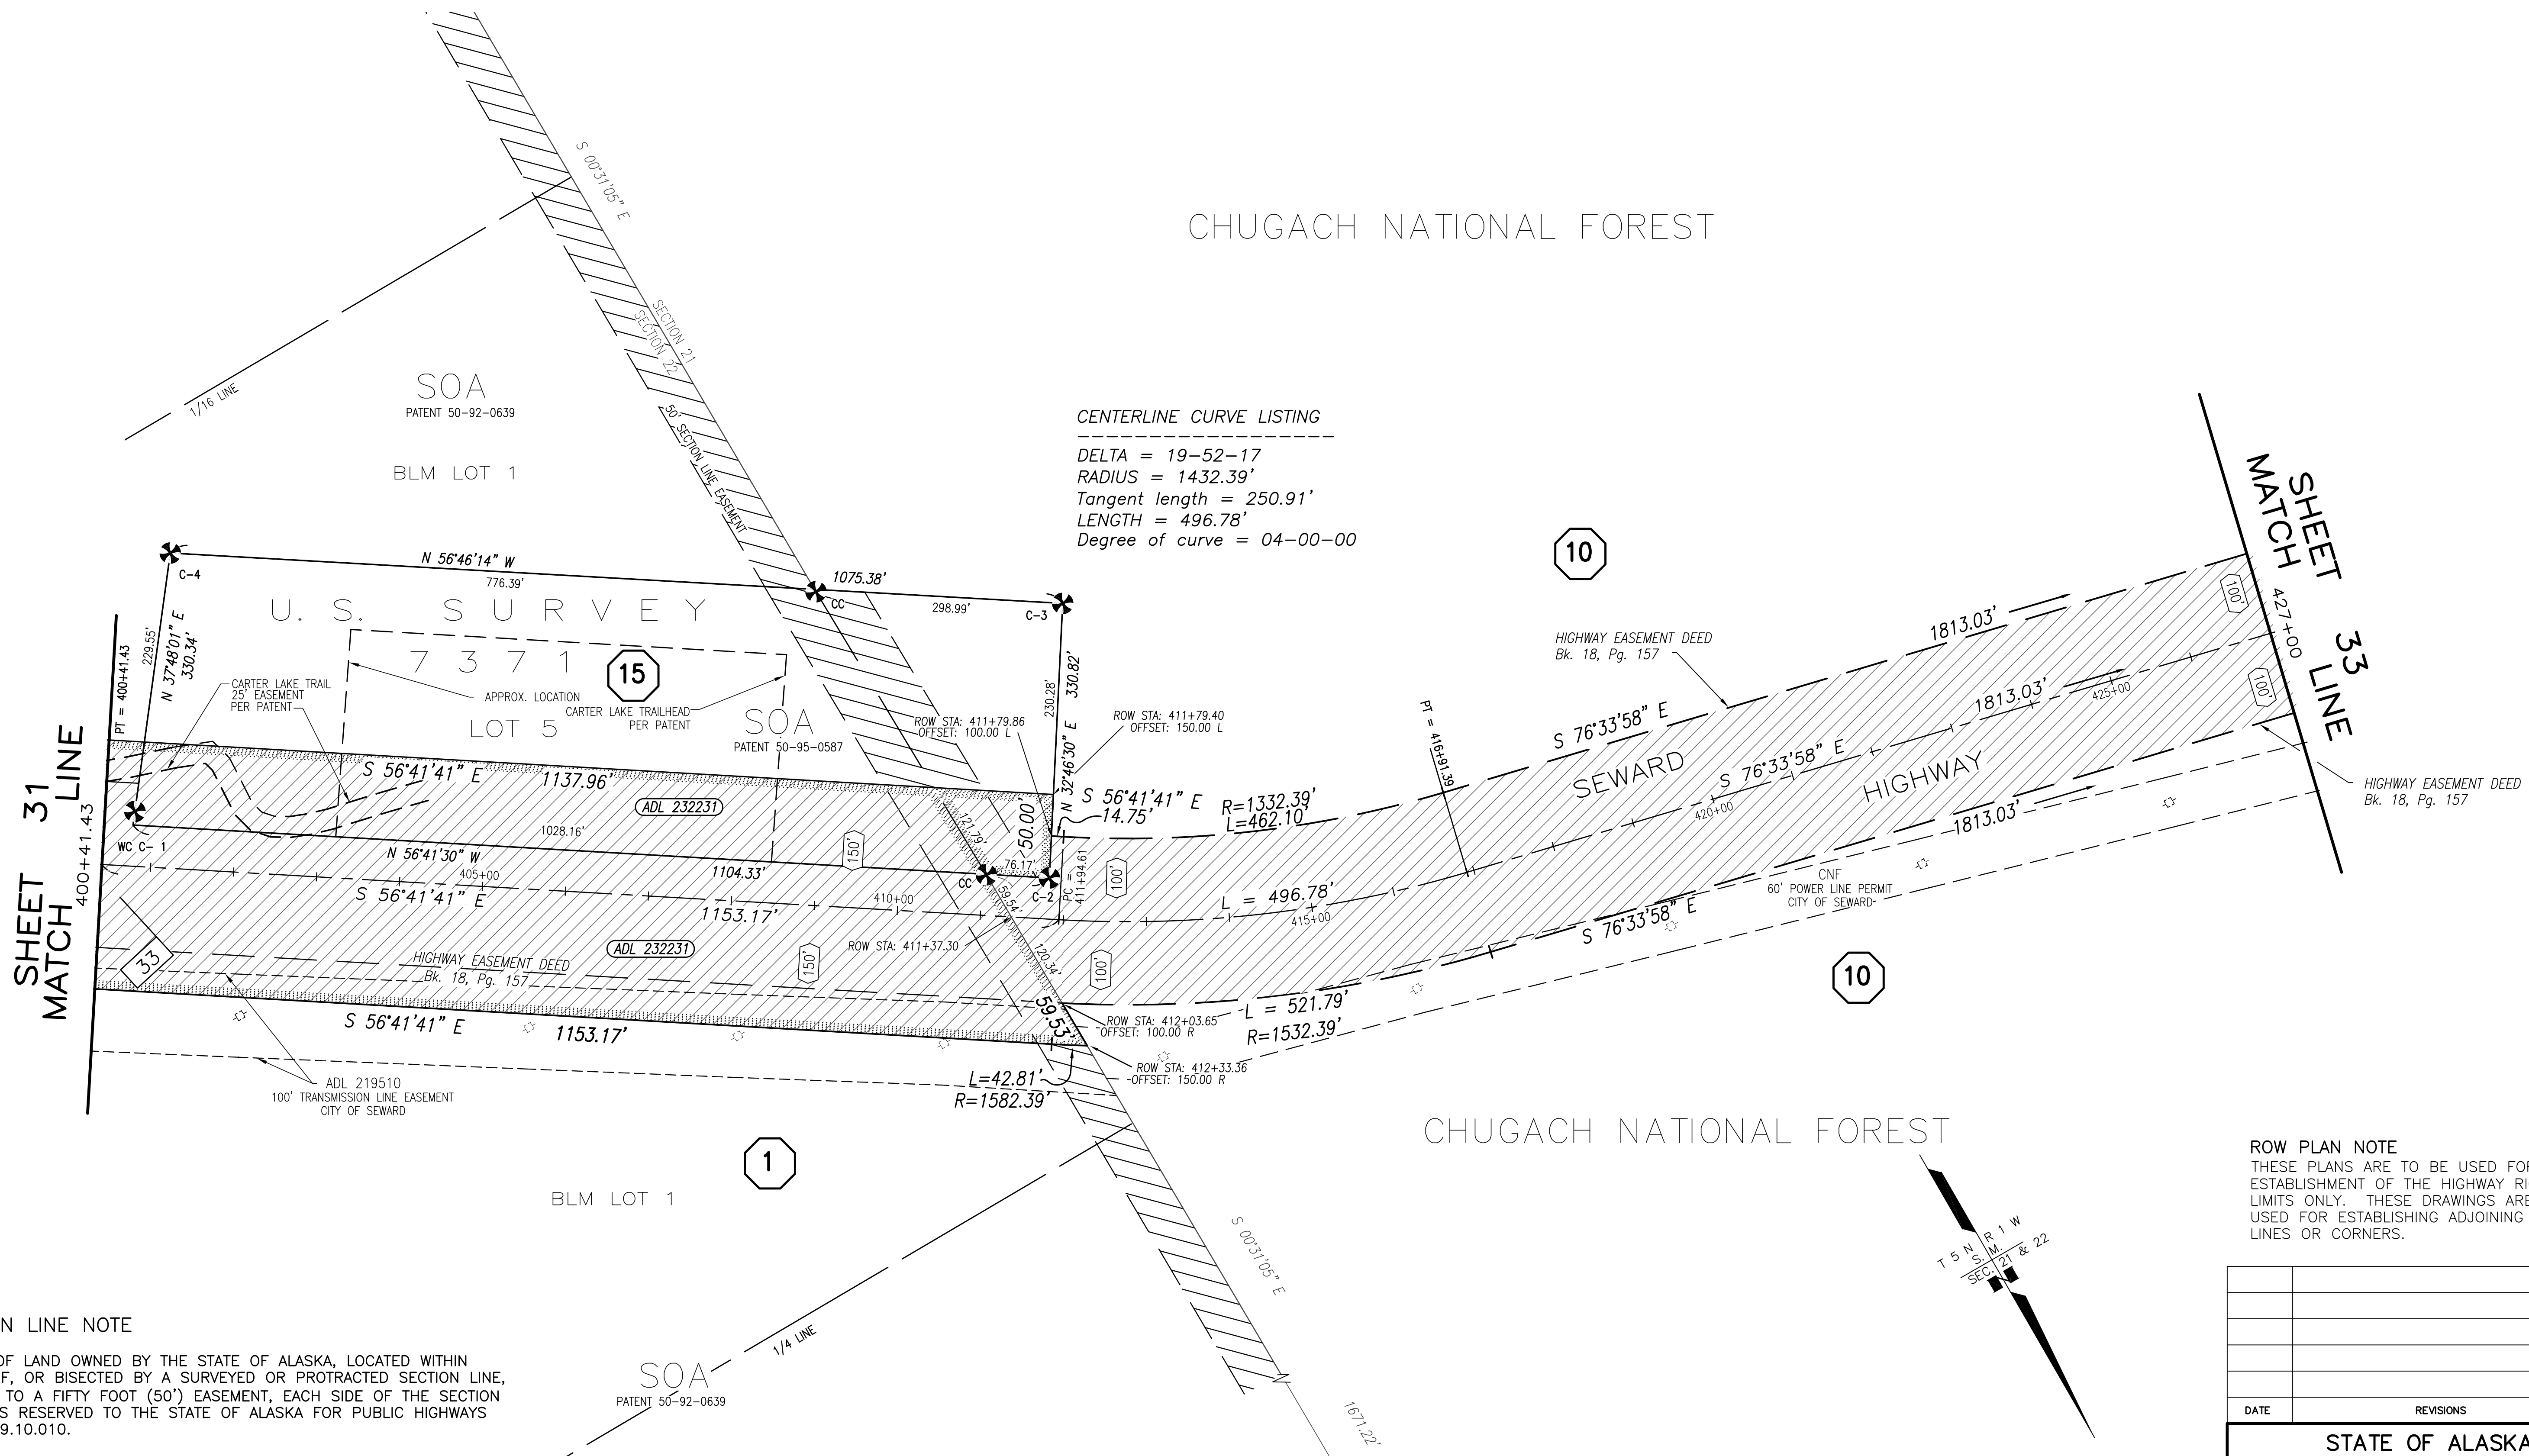 CHUGACH NATIONAL FOREST
S 00°31'05" E
SECTION 21
SECTION 22
50' SECTION LINE EASEMENT
1/16 LINE
SOA
PATENT 50-92-0639
BLM LOT 1
CENTERLINE CURVE LISTING
DELTA = 19-52-17
RADIUS = 1432.39'
Tangent length = 250.91'
LENGTH = 496.78'
Degree of curve = 04-00-00
C-4
N 56°46'14" W
776.39'
1075.38'
CC
298.99'
C-3
U. S. SURVEY
7371
15
LOT 5
SOA
PATENT 50-95-0587
APPROX. LOCATION
CARTER LAKE TRAILHEAD
PER PATENT
CARTER LAKE TRAIL
25' EASEMENT
PER PATENT
PT = 400+41.43
229.55'
N 37°48'01" E
330.34'
230.28'
N 32°46'30" E 330.82'
ROW STA: 411+79.86
OFFSET: 100.00 L
ROW STA: 411+79.40
OFFSET: 150.00 L
S 56°41'41" E
1137.96'
ADL 232231
S 56°41'41" E
14.75'
R=1332.39'
L=462.10'
50.00'
121.79'
76.17'
1028.16'
WC C- 1
N 56°41'30" W
1104.33'
150'
CC
C-2
PC =
411+94.61
100'
405+00
S 56°41'41" E
410+00
1153.17'
59.54'
120.34'
L = 496.78'
415+00
ADL 232231
150'
ROW STA: 411+37.30
100'
HIGHWAY EASEMENT DEED
Bk. 18, Pg. 157
33
S 56°41'41" E
1153.17'
59.53'
ROW STA: 412+03.65
OFFSET: 100.00 R
ROW STA: 412+33.36
OFFSET: 150.00 R
L = 521.79'
R=1532.39'
L=42.81'
R=1582.39'
ADL 219510
100' TRANSMISSION LINE EASEMENT
CITY OF SEWARD
SHEET 31
MATCH LINE
400+41.43
10
HIGHWAY EASEMENT DEED
Bk. 18, Pg. 157
PT = 416+91.39
S 76°33'58" E
1813.03'
SEWARD HIGHWAY
S 76°33'58" E
1813.03'
420+00
425+00
100'
100'
S 76°33'58" E
1813.03'
CNF
60' POWER LINE PERMIT
CITY OF SEWARD
10
SHEET 33
MATCH LINE
427+00
HIGHWAY EASEMENT DEED
Bk. 18, Pg. 157
1
BLM LOT 1
CHUGACH NATIONAL FOREST
S 00°31'05" E
1/4 LINE
SOA
PATENT 50-92-0639
1671.22'
T 5 N R 1 W
S. M.
SEC. 21 & 22
N LINE NOTE
OF LAND OWNED BY THE STATE OF ALASKA, LOCATED WITHIN
F, OR BISECTED BY A SURVEYED OR PROTRACTED SECTION LINE,
TO A FIFTY FOOT (50') EASEMENT, EACH SIDE OF THE SECTION
S RESERVED TO THE STATE OF ALASKA FOR PUBLIC HIGHWAYS
9.10.010.
ROW PLAN NOTE
THESE PLANS ARE TO BE USED FOR
ESTABLISHMENT OF THE HIGHWAY RI
LIMITS ONLY. THESE DRAWINGS ARE
USED FOR ESTABLISHING ADJOINING
LINES OR CORNERS.
DATE
REVISIONS
STATE OF ALASKA